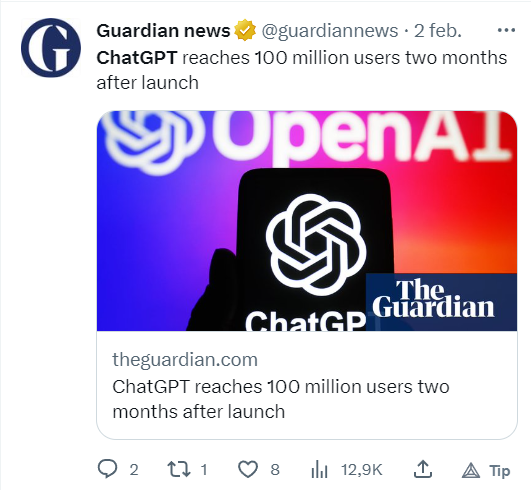 Guardian news @guardiannews · 2 feb.
ChatGPT reaches 100 million users two months
after launch
OpenAI
ChatGP
The
Guardian
theguardian.com
ChatGPT reaches 100 million users two
months after launch
2 1 8 12,9K Tip